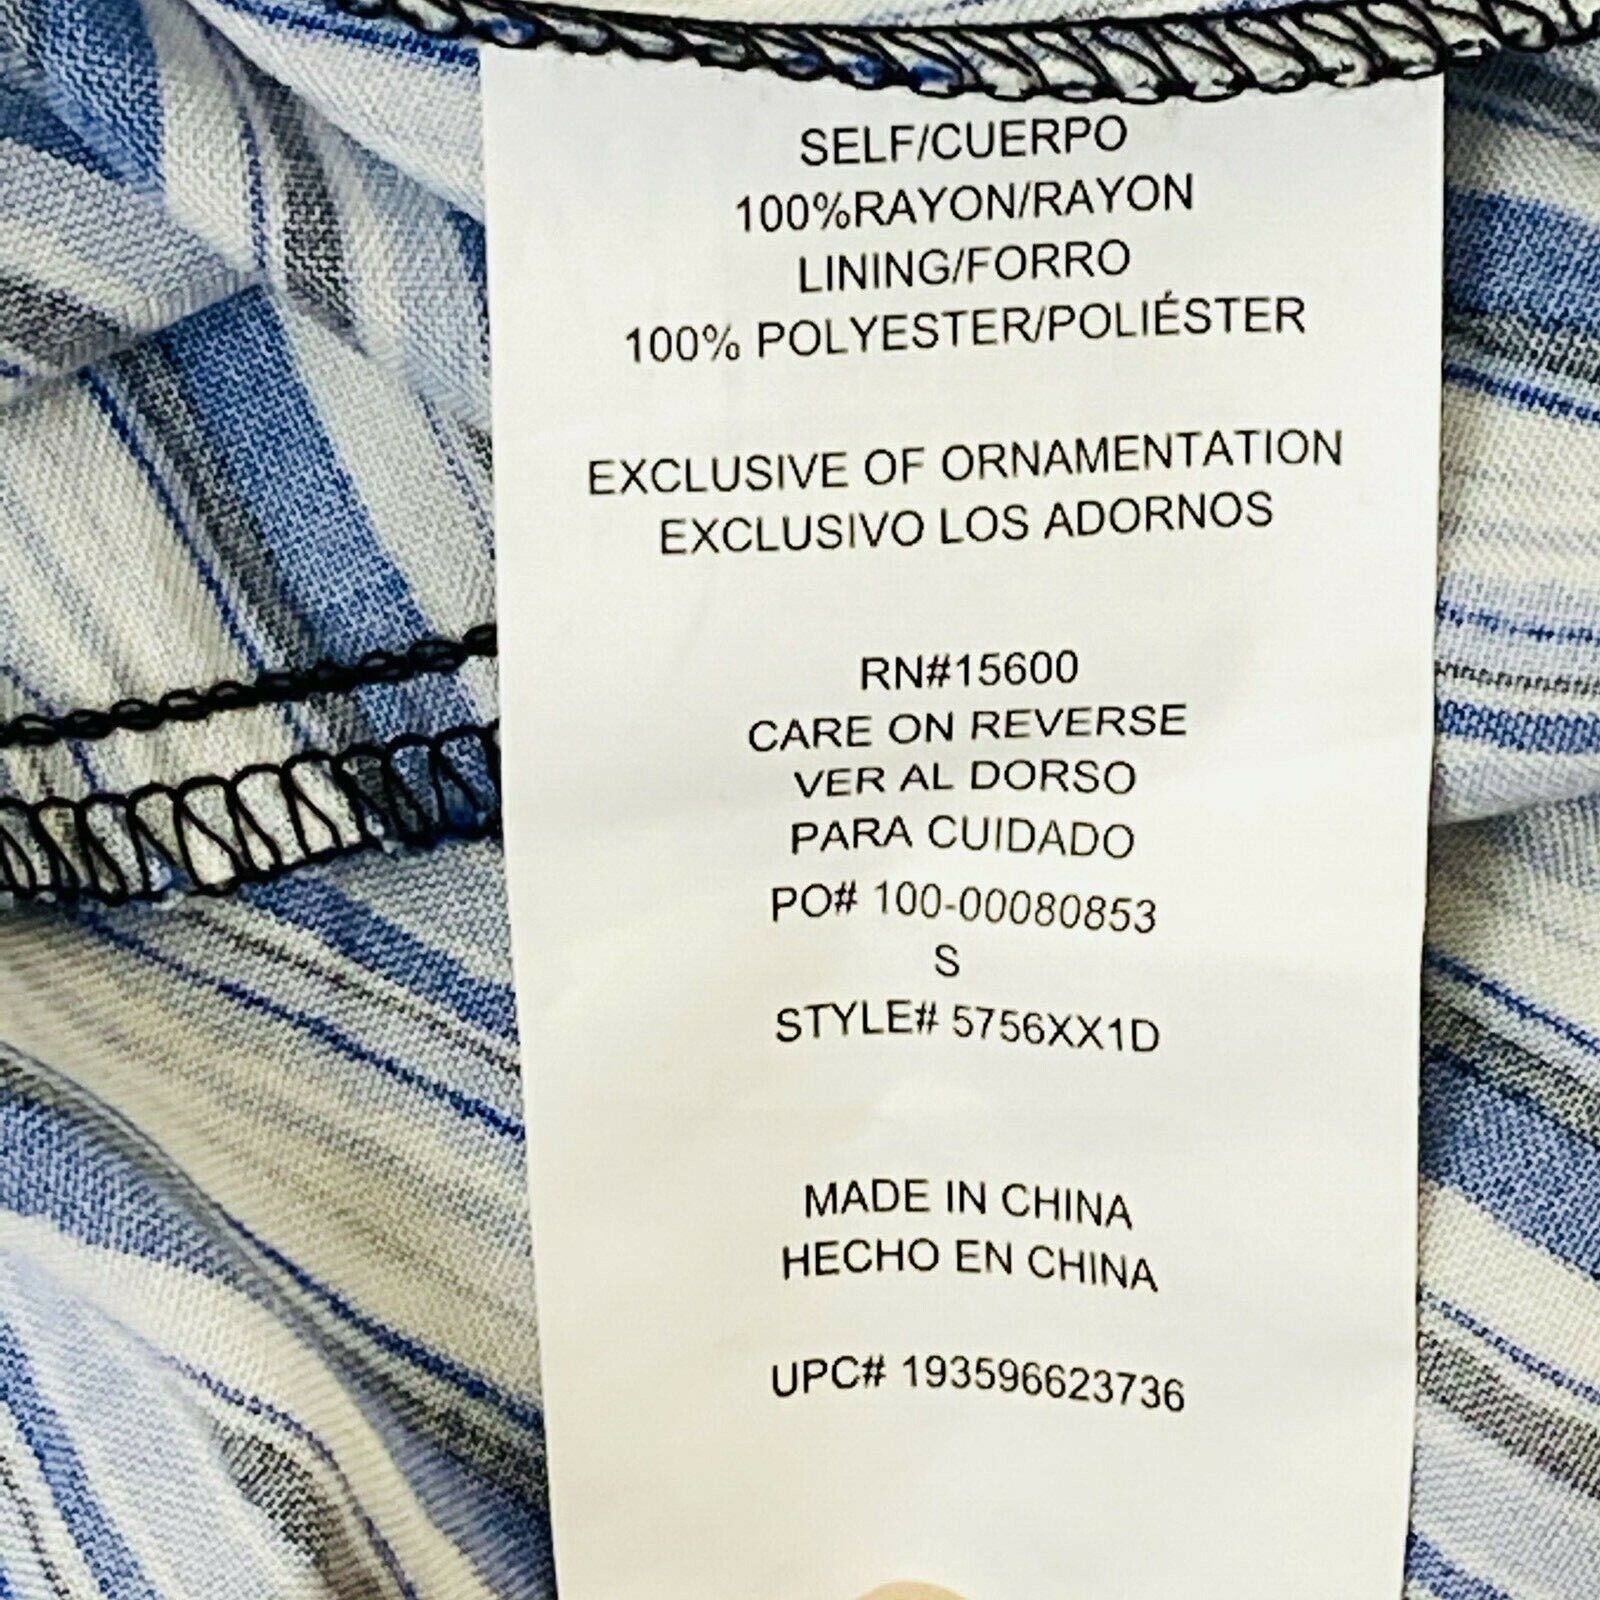 SELF/CUERPO
100%RAYON/RAYON
LINING/FORRO
100% POLYESTER/POLIÉSTER
EXCLUSIVE OF ORNAMENTATION
EXCLUSIVO LOS ADORNOS
RN#15600
CARE ON REVERSE
VER AL DORSO
PARA CUIDADO
PO# 100-00080853
S
STYLE# 5756XX1D
MADE IN CHINA
HECHO EN CHINA
UPC# 193596623736